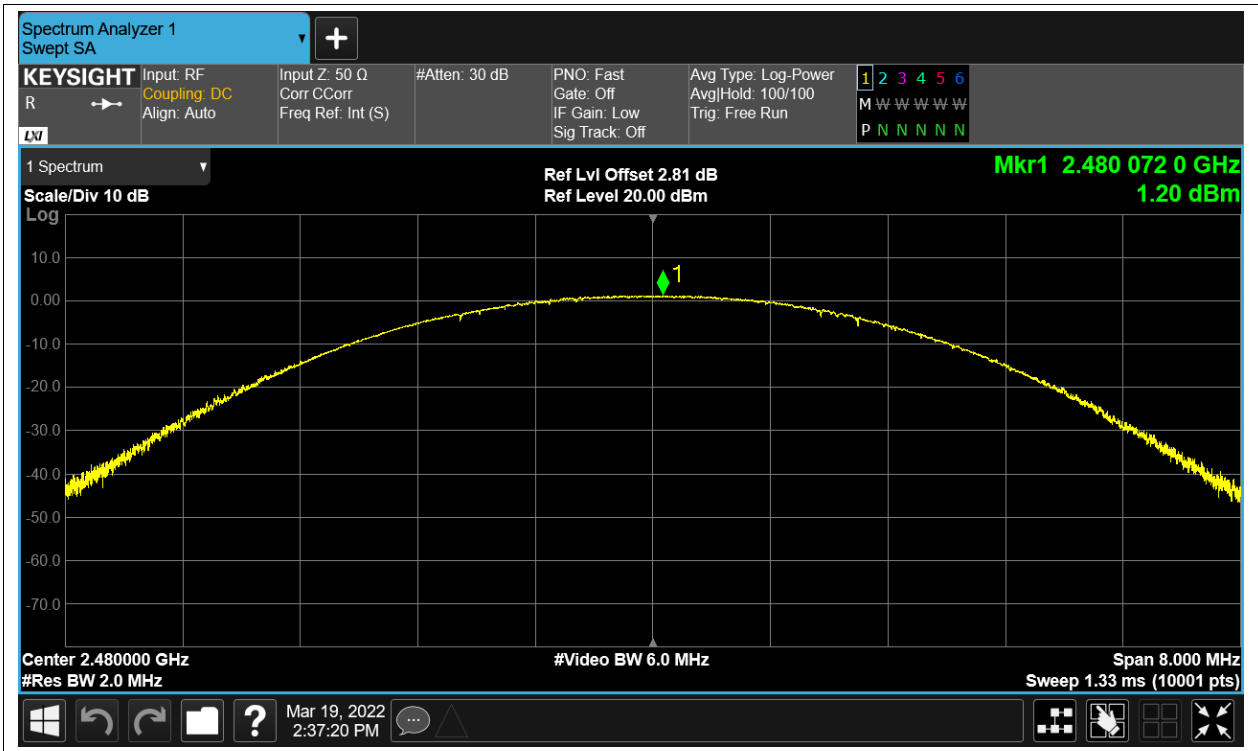 Spectrum Analyzer 1
Swept SA
KEYSIGHT
R
LXI
Input: RF
Coupling: DC
Align: Auto
Input Z: 50 Ω
Corr CCorr
Freq Ref: Int (S)
#Atten: 30 dB
PNO: Fast
Gate: Off
IF Gain: Low
Sig Track: Off
Avg Type: Log-Power
Avg|Hold: 100/100
Trig: Free Run
1 2 3 4 5 6
M W W W W W
P N N N N N
1 Spectrum
Scale/Div 10 dB
Log
Ref Lvl Offset 2.81 dB
Ref Level 20.00 dBm
Mkr1 2.480 072 0 GHz
1.20 dBm
1
10.0
0.00
-10.0
-20.0
-30.0
-40.0
-50.0
-60.0
-70.0
Center 2.480000 GHz
#Res BW 2.0 MHz
#Video BW 6.0 MHz
Span 8.000 MHz
Sweep 1.33 ms (10001 pts)
?
Mar 19, 2022
2:37:20 PM